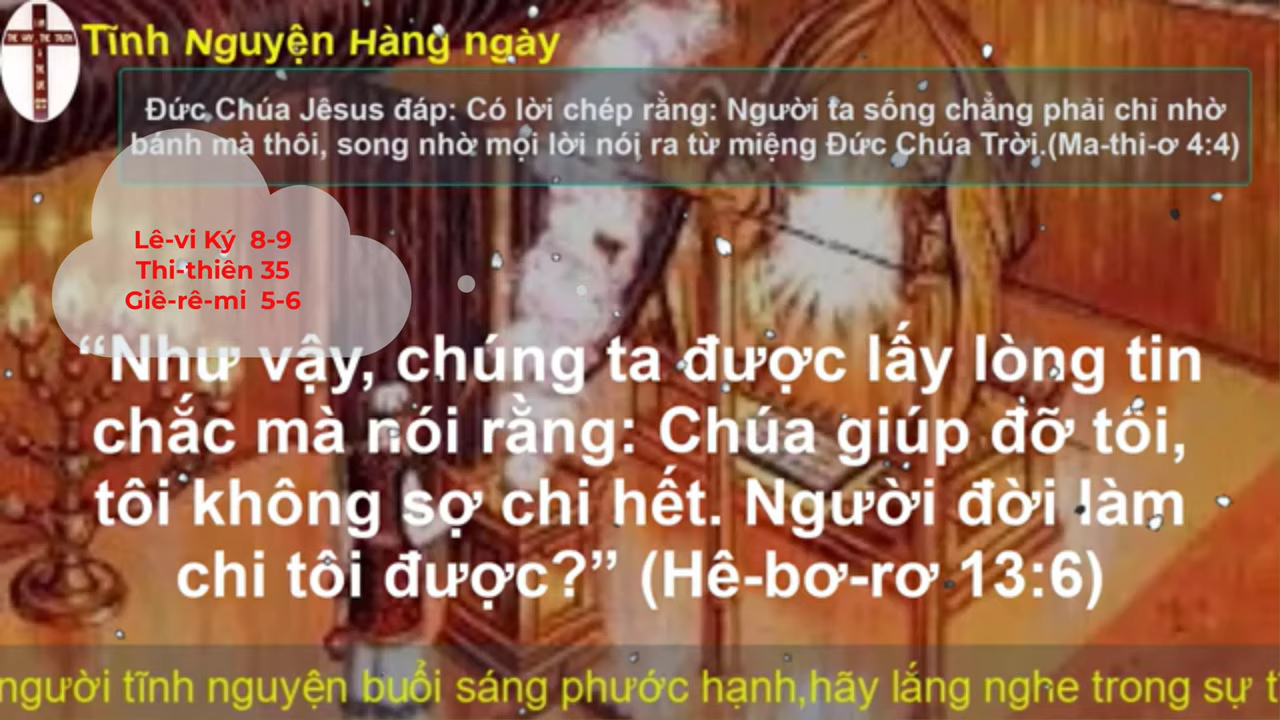 THE WAY THE TRUTH
Tĩnh Nguyện Hàng ngày
Đức Chúa Jêsus đáp: Có lời chép rằng: Người ta sống chẳng phải chỉ nhờ
bánh mà thôi, song nhờ mọi lời nói ra từ miệng Đức Chúa Trời.(Ma-thi-ơ 4:4)
Lê-vi Ký 8-9
Thi-thiên 35
Giê-rê-mi 5-6
“Như vậy, chúng ta được lấy lòng tin
chắc mà nói rằng: Chúa giúp đỡ tôi,
tôi không sợ chi hết. Người đời làm
chi tôi được?” (Hê-bơ-rơ 13:6)
người tĩnh nguyện buổi sáng phước hạnh,hãy lắng nghe trong sự t